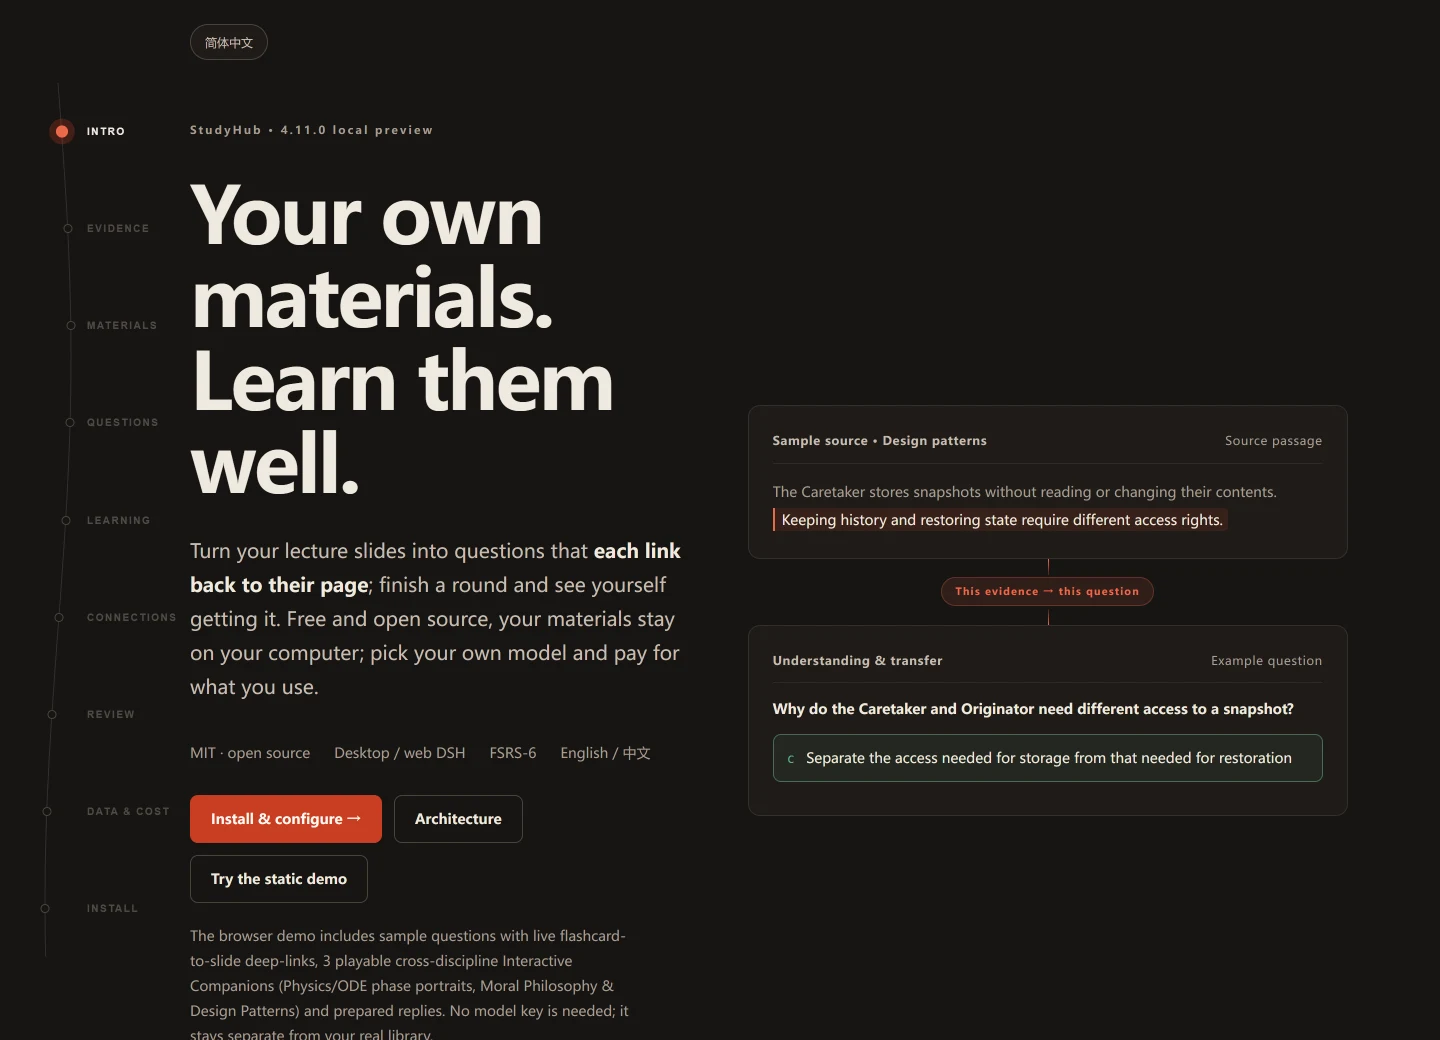 简体中文
INTRO
EVIDENCE
MATERIALS
QUESTIONS
LEARNING
CONNECTIONS
REVIEW
DATA & COST
INSTALL
StudyHub • 4.11.0 local preview
Your own
materials.
Learn them
well.
Turn your lecture slides into questions that each link
back to their page; finish a round and see yourself
getting it. Free and open source, your materials stay
on your computer; pick your own model and pay for
what you use.
MIT · open source Desktop / web DSH FSRS-6 English / 中文
Install & configure → Architecture
Try the static demo
The browser demo includes sample questions with live flashcard-
to-slide deep-links, 3 playable cross-discipline Interactive
Companions (Physics/ODE phase portraits, Moral Philosophy &
Design Patterns) and prepared replies. No model key is needed; it
stays separate from your real library.
Sample source • Design patterns Source passage
The Caretaker stores snapshots without reading or changing their contents.
Keeping history and restoring state require different access rights.
This evidence → this question
Understanding & transfer Example question
Why do the Caretaker and Originator need different access to a snapshot?
C Separate the access needed for storage from that needed for restoration